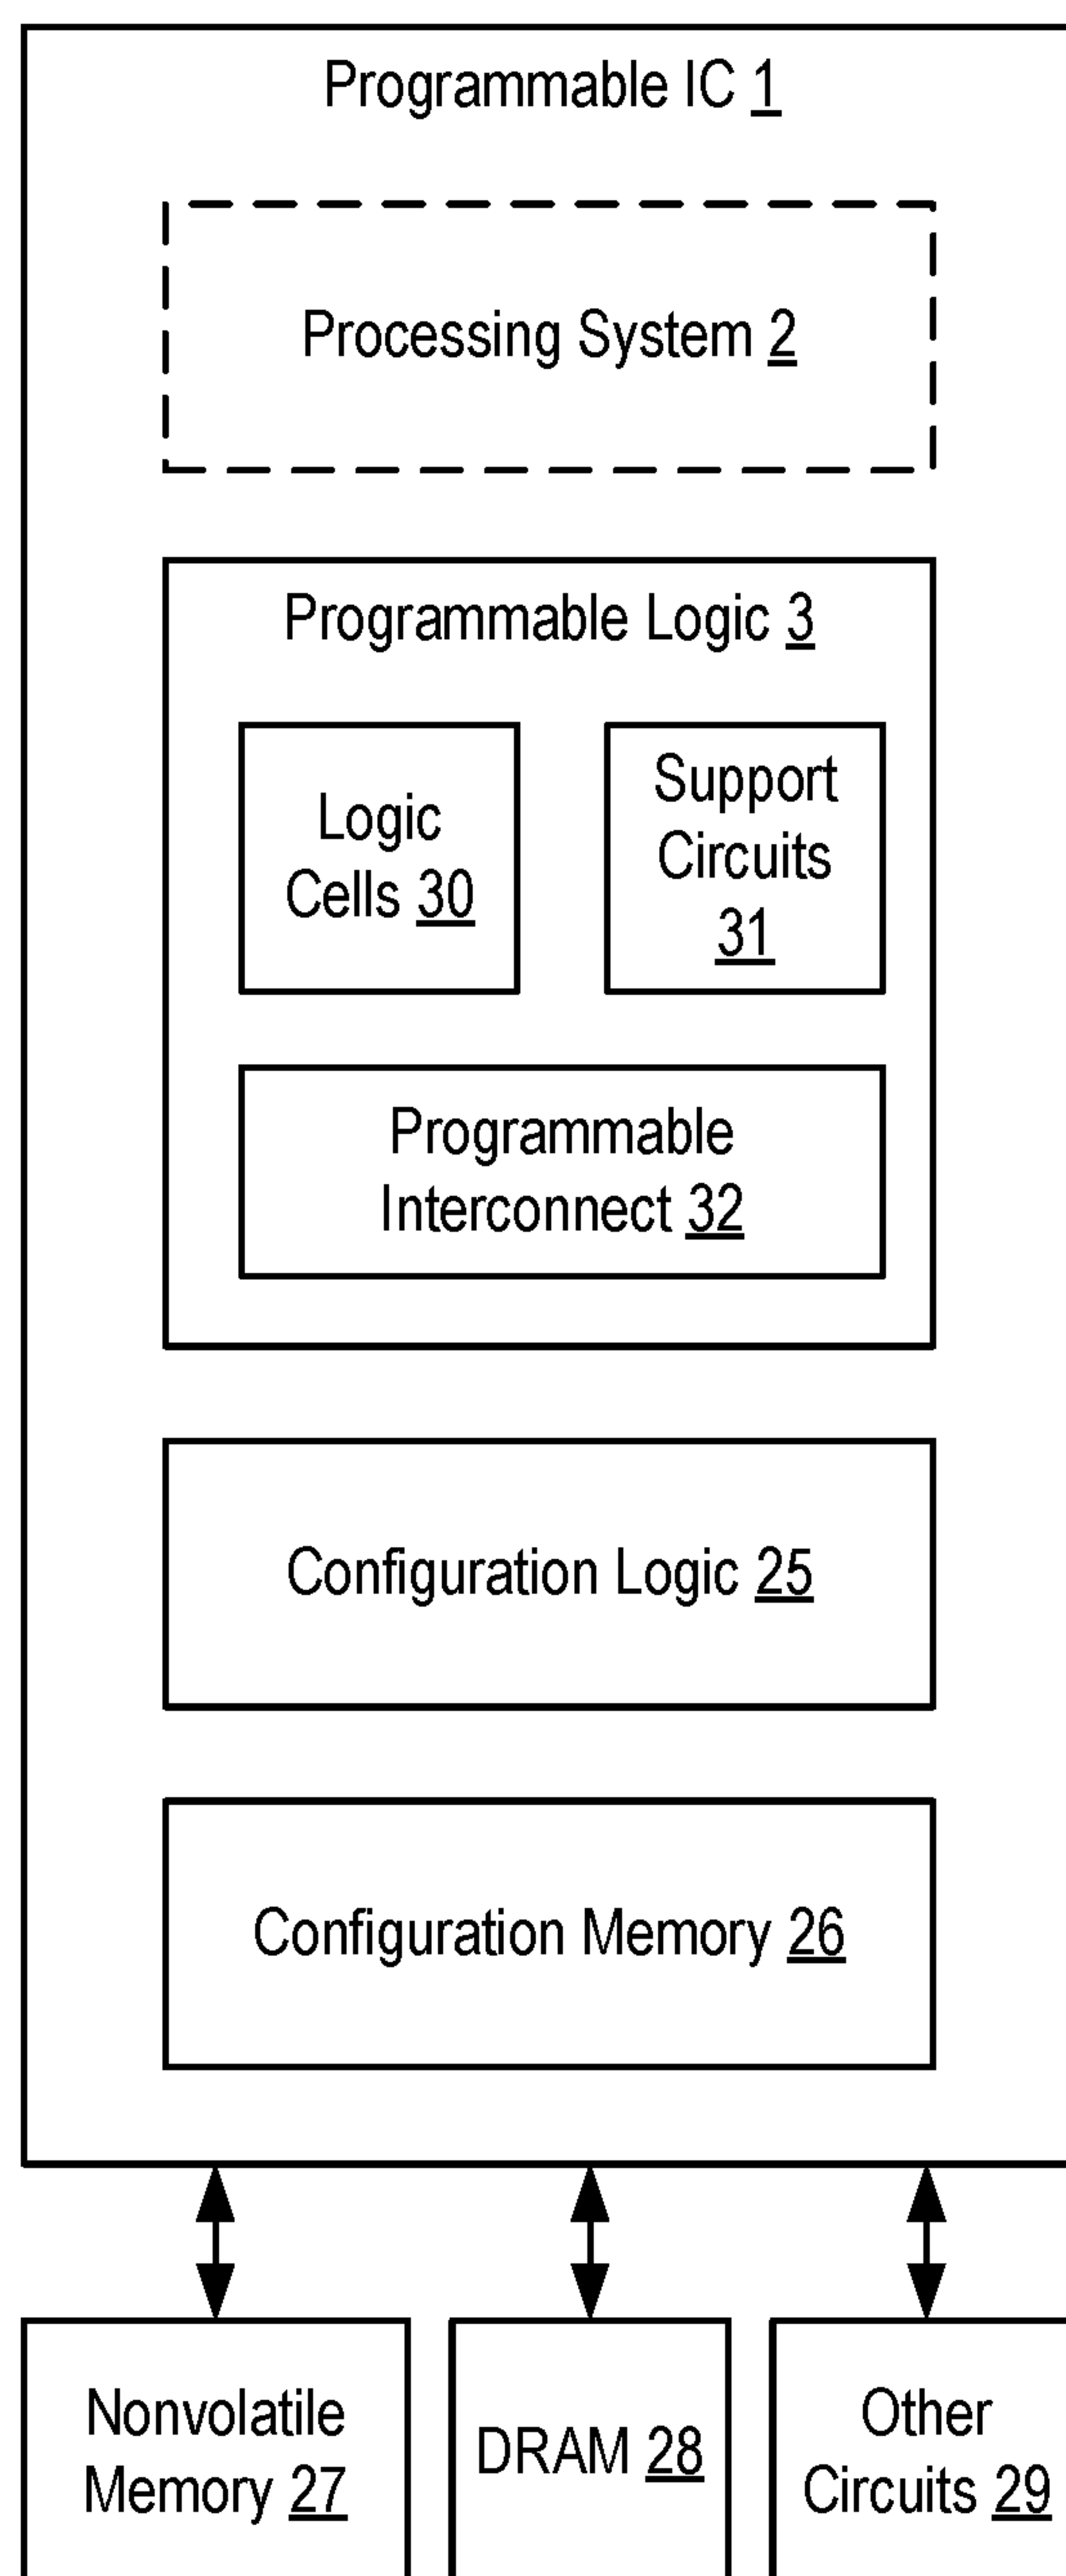 Programmable IC 1
Processing System 2
Programmable Logic 3
Logic
Cells 30
Support
Circuits
31
Programmable
Interconnect 32
Configuration Logic 25
Configuration Memory 26
Nonvolatile
Memory 27
DRAM 28
Other
Circuits 29